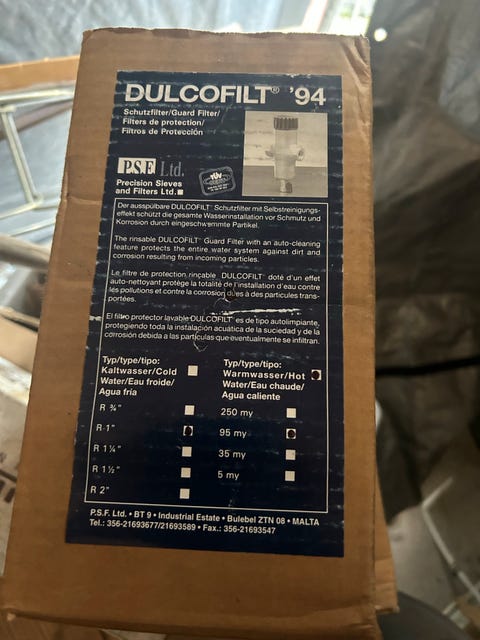 DULCOFILT® '94
Schutzfilter/Guard Filter/
Filters de protection/
Filtros de Protección
P.S.F. Ltd.
Precision Sieves
and Filters Ltd.
TÜV
Der ausspülbare DULCOFILT™ Schutzfilter mit Selbstreinigungs-
effekt schützt die gesamte Wasserinstallation vor Schmutz und
Korrosion durch eingeschwemmte Partikel.
The rinsable DULCOFILT™ Guard Filter with an auto-cleaning
feature protects the entire water system against dirt and
corrosion resulting from incoming particles.
Le filtre de protection rinçable DULCOFILT™ doté d'un effet
auto-nettoyant protège la totalité de l'installation d'eau contre
les pollutions et contre la corrosion dues à des particules trans-
portées.
El filtro protector lavable DULCOFILT™ es de tipo autolimpiante,
protegiendo toda la instalación acuática de la suciedad y de la
corrosión debida a las partículas que eventualmente se infiltran.
Typ/type/tipo: Typ/type/tipo:
Kaltwasser/Cold Warmwasser/Hot
Water/Eau froide/ Water/Eau chaude/
Agua fría Agua caliente
R ¾" 250 my
R 1" 95 my
R 1¼" 35 my
R 1½" 5 my
R 2"
P.S.F. Ltd. • BT 9 • Industrial Estate • Bulebel ZTN 08 • MALTA
Tel.: 356-21693677/21693589 • Fax.: 356-21693547